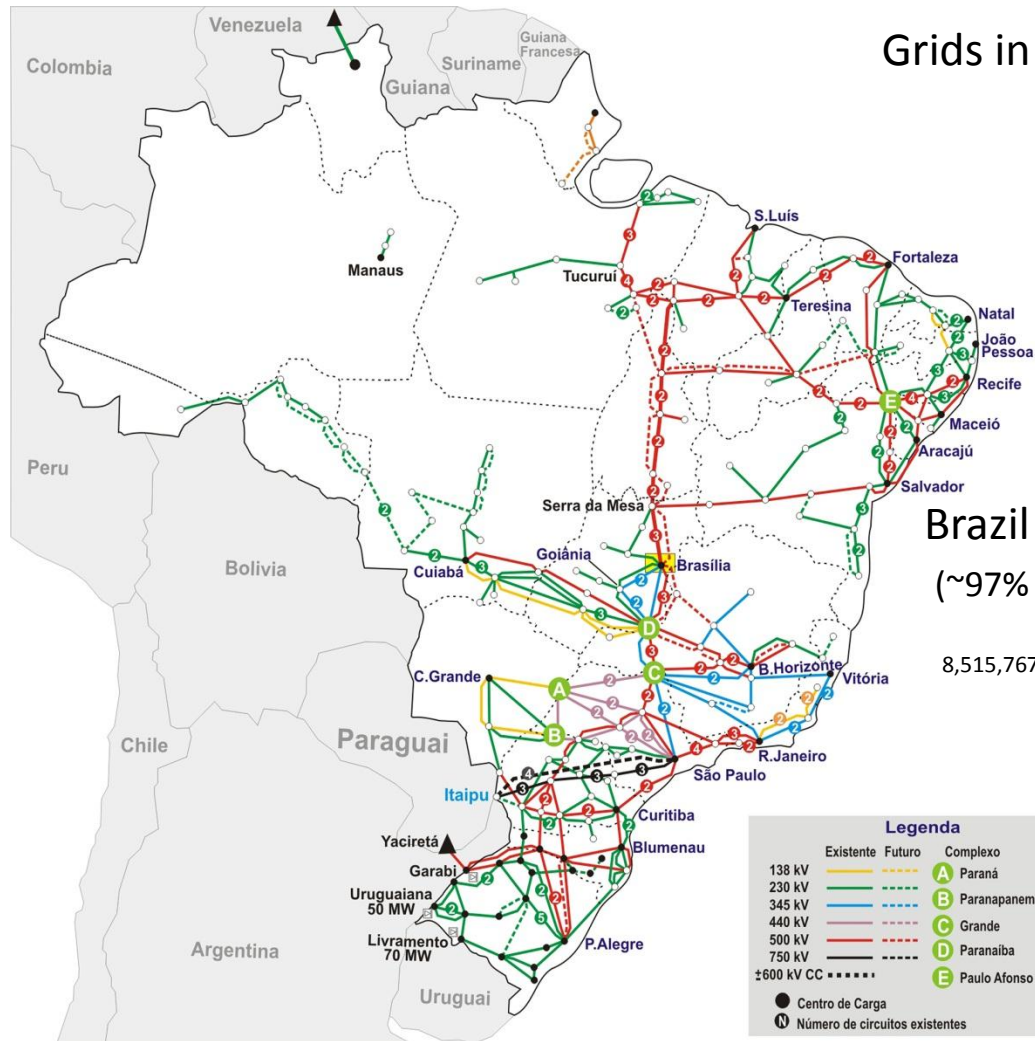 Grids in
Venezuela
Guiana
Francesa
Suriname
Colombia
Guiana
S.Luís
Fortaleza
Manaus
Tucuruí
Teresina
Natal
João
Pessoa
Recife
Maceió
Aracajú
Salvador
Peru
Serra da Mesa
Brazil
(~97%
8,515,767
Bolivia
Cuiabá
Goiânia
Brasília
C.Grande
B.Horizonte
Vitória
Chile
Paraguai
R.Janeiro
São Paulo
Itaipu
Curitiba
Blumenau
Yaciretá
Garabi
Uruguaiana
50 MW
Livramento
70 MW
P.Alegre
Argentina
Uruguai
A
B
C
D
E
Legenda
Existente Futuro Complexo
138 kV A Paraná
230 kV B Paranapanem
345 kV C Grande
440 kV
500 kV D Paranaíba
750 kV
±600 kV CC E Paulo Afonso
Centro de Carga
N Número de circuitos existentes